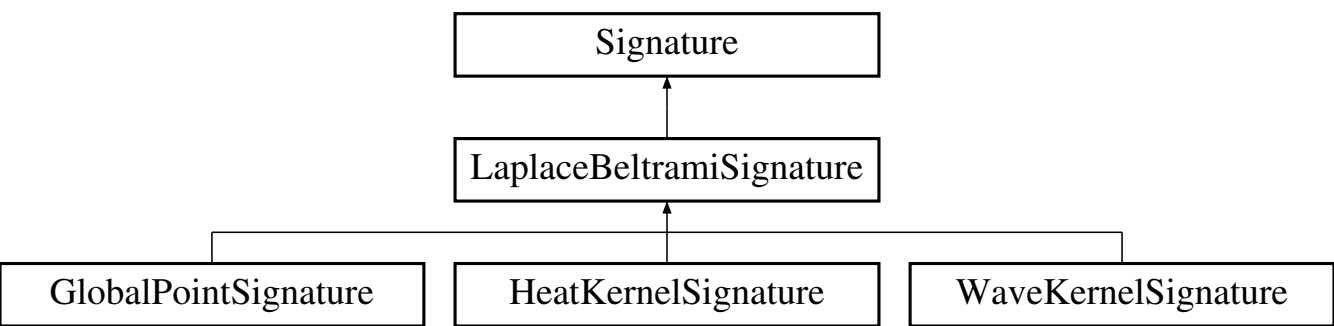 Signature
LaplaceBeltramiSignature
GlobalPointSignature
HeatKernelSignature
WaveKernelSignature